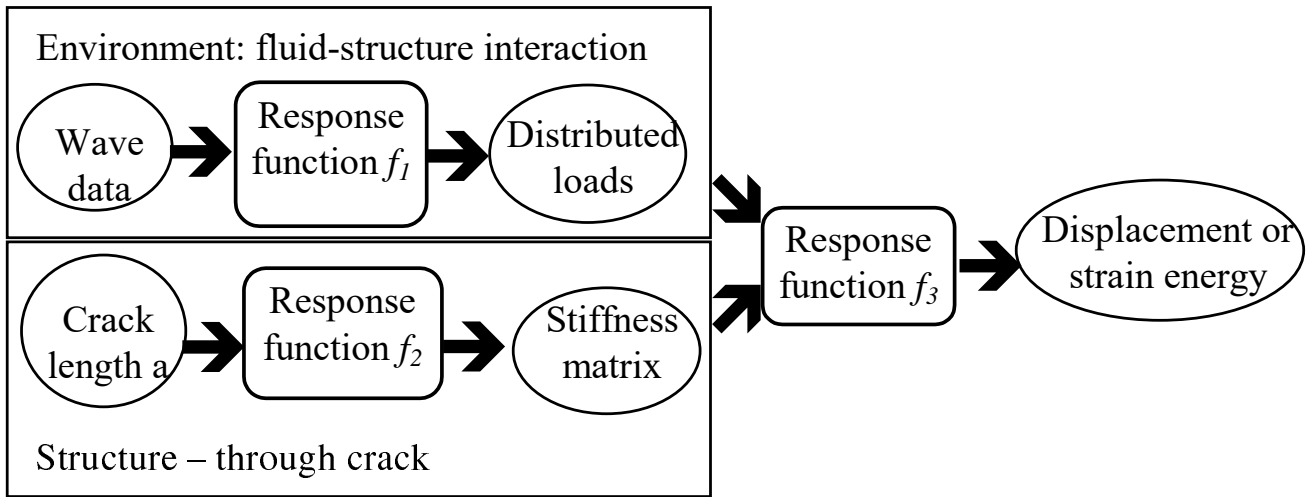 Environment: fluid-structure interaction
Wave
data
Response
function f1
Distributed
loads
Crack
length a
Response
function f2
Stiffness
matrix
Structure – through crack
Response
function f3
Displacement or
strain energy